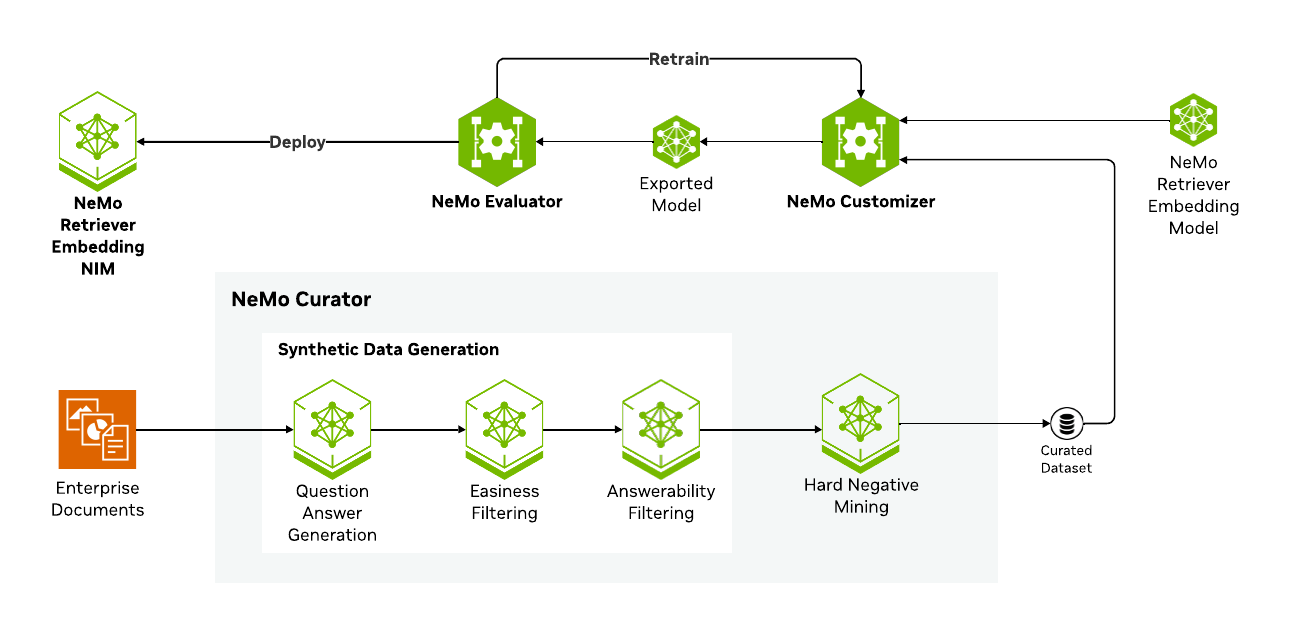 Retrain
Deploy
NeMo
Retriever
Embedding
NIM
NeMo Evaluator
Exported
Model
NeMo Customizer
NeMo
Retriever
Embedding
Model
NeMo Curator
Synthetic Data Generation
Enterprise
Documents
Question
Answer
Generation
Easiness
Filtering
Answerability
Filtering
Hard Negative
Mining
Curated
Dataset